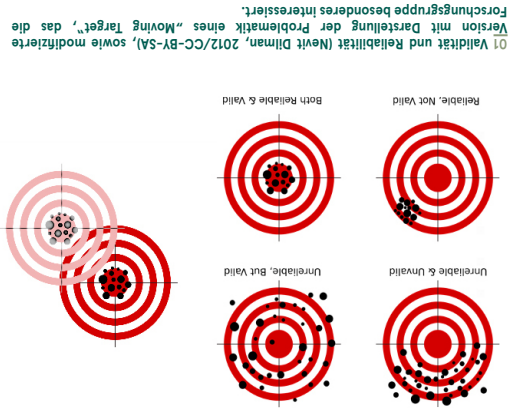 Unreliable & Unvalid
Unreliable, But Valid
Reliable, Not Valid
Both Reliable & Valid
01 Validität und Reliabilität (Nevit Dilman, 2012/CC-BY-SA), sowie modifizierte
Version mit Darstellung der Problematik eines „Moving Target“, das die
Forschungsgruppe besonderes interessiert.